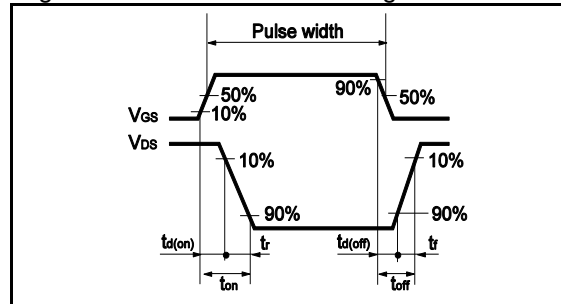 Pulse width
90%
50%
50%
10%
VGS
VDS
10%
10%
90%
90%
td(on)
tr
td(off)
tf
ton
toff